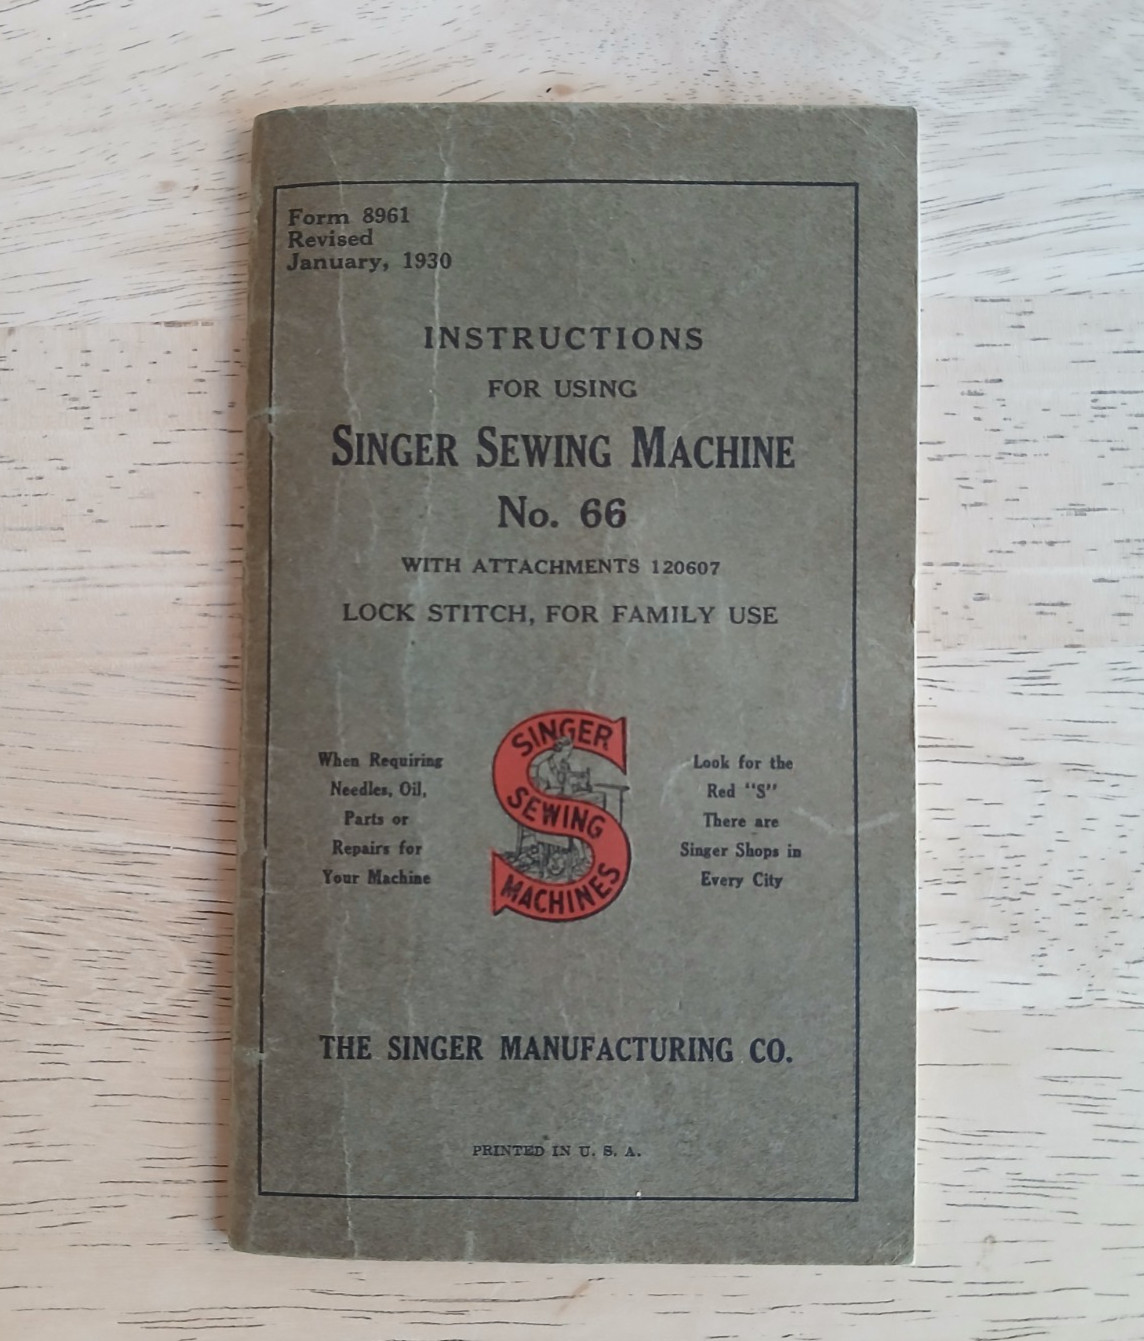 Form 8961
Revised
January, 1930
INSTRUCTIONS
FOR USING
SINGER SEWING MACHINE
No. 66
WITH ATTACHMENTS 120607
LOCK STITCH, FOR FAMILY USE
When Requiring
Needles, Oil,
Parts or
Repairs for
Your Machine
SINGER
SEWING
MACHINES
Look for the
Red "S"
There are
Singer Shops in
Every City
THE SINGER MANUFACTURING CO.
PRINTED IN U. S. A.